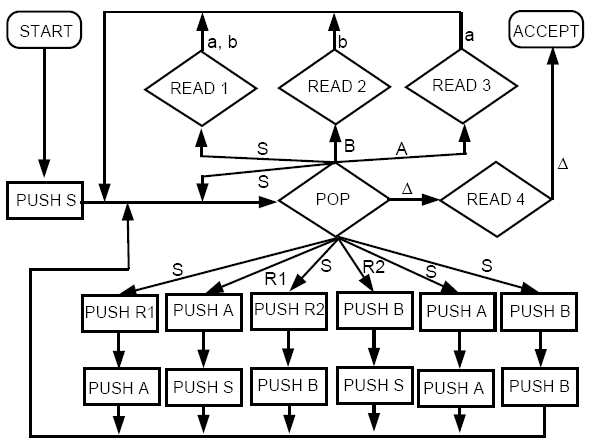 START
a, b
b
a
ACCEPT
READ 1
READ 2
READ 3
S
B
A
Δ
S
PUSH S
POP
Δ
READ 4
S
R1
S
R2
S
S
PUSH R1
PUSH A
PUSH R2
PUSH B
PUSH A
PUSH B
PUSH A
PUSH S
PUSH B
PUSH S
PUSH A
PUSH B